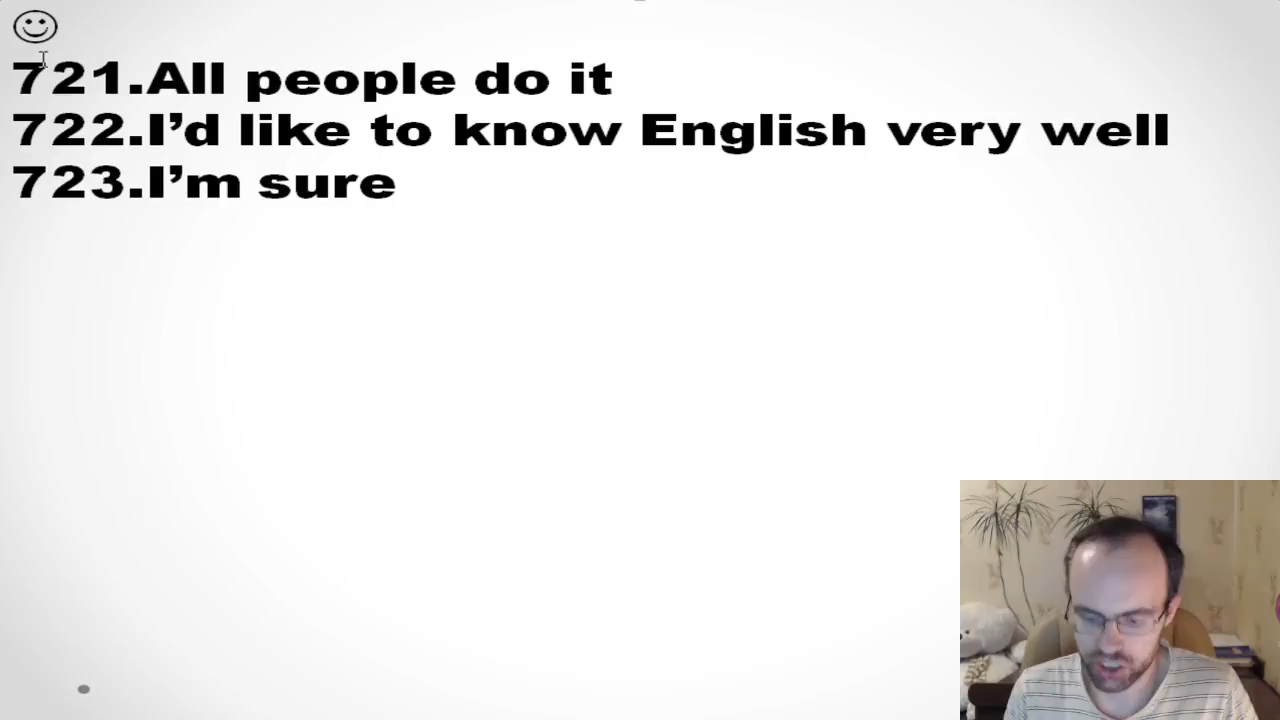 721.All people do it
722.I’d like to know English very well
723.I’m sure